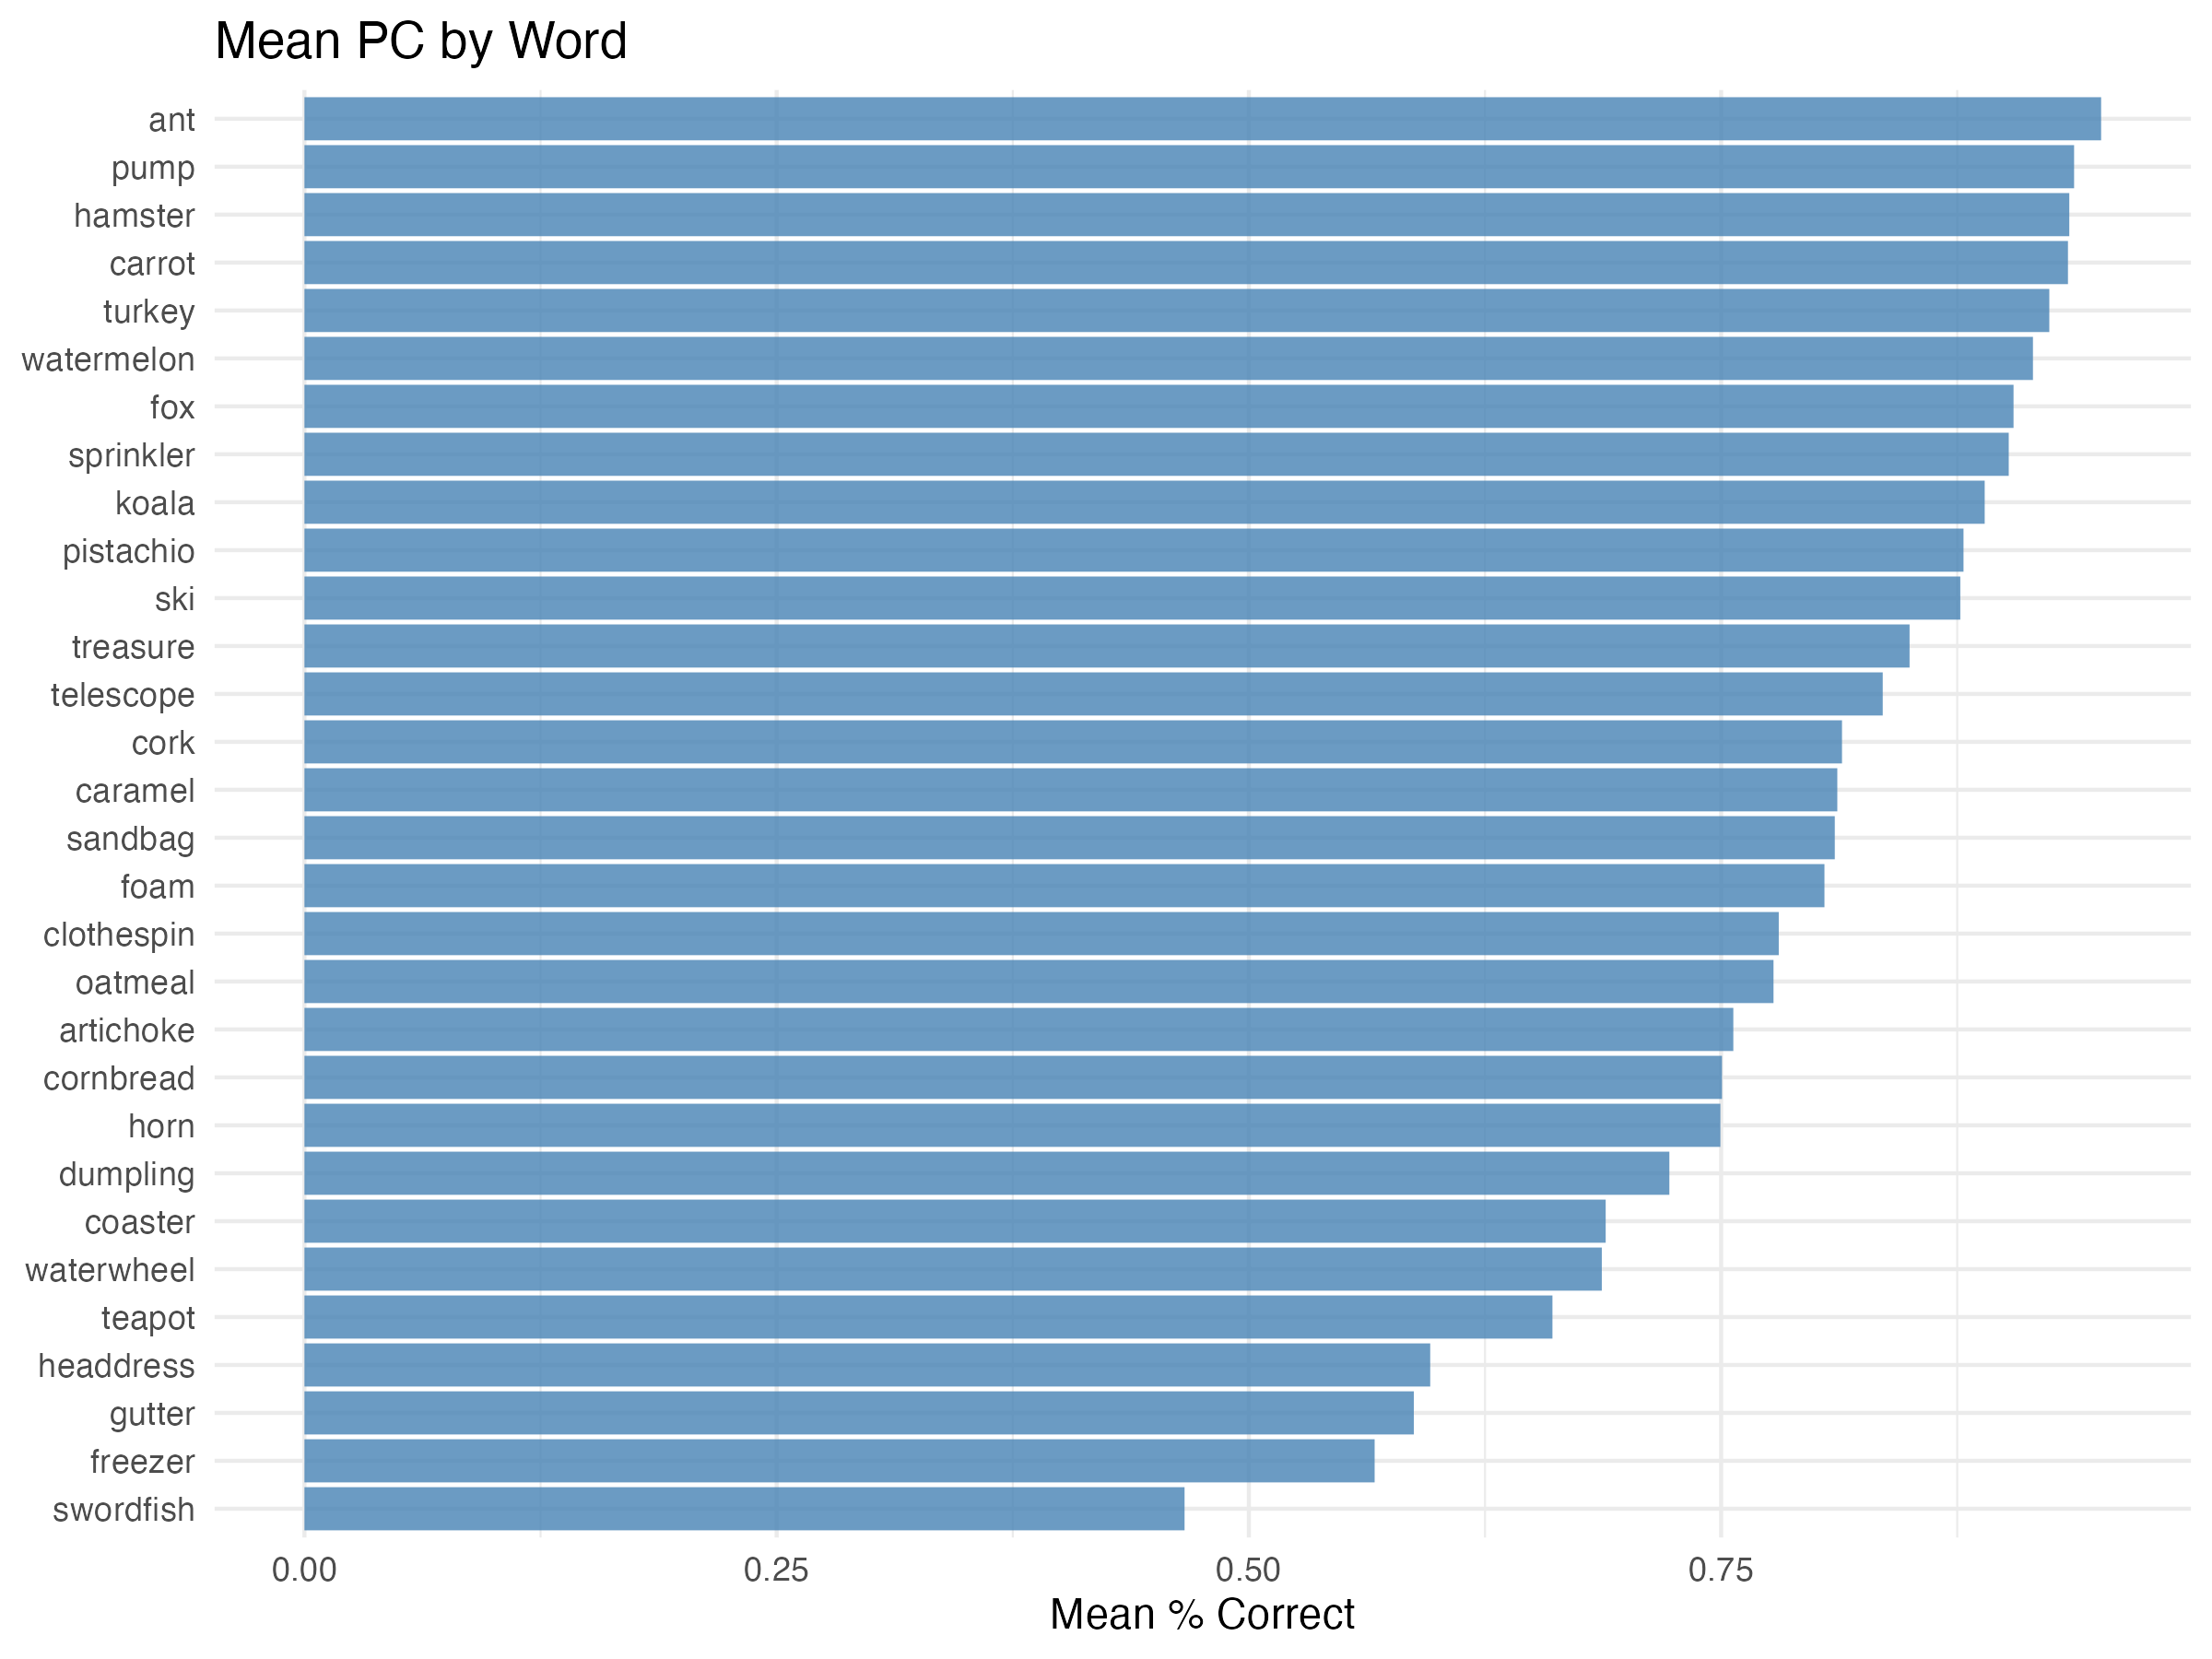 Mean PC by Word
ant
pump
hamster
carrot
turkey
watermelon
fox
sprinkler
koala
pistachio
ski
treasure
telescope
cork
caramel
sandbag
foam
clothespin
oatmeal
artichoke
cornbread
horn
dumpling
coaster
waterwheel
teapot
headdress
gutter
freezer
swordfish
0.00 0.25 0.50 0.75
Mean % Correct